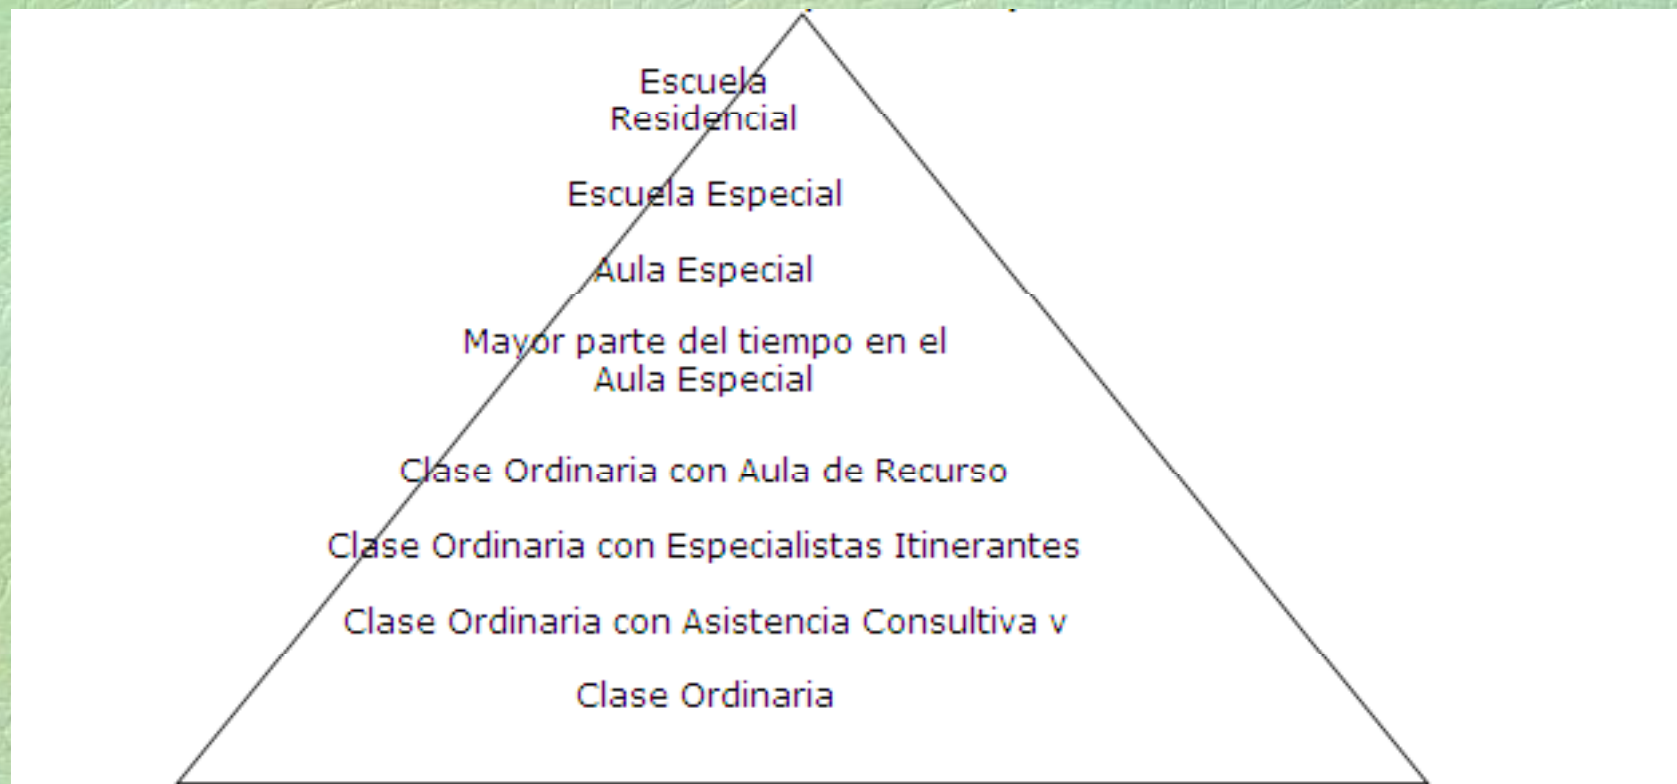 Escuela
Residencial
Escuela Especial
Aula Especial
Mayor parte del tiempo en el
Aula Especial
Clase Ordinaria con Aula de Recurso
Clase Ordinaria con Especialistas Itinerantes
Clase Ordinaria con Asistencia Consultiva v
Clase Ordinaria